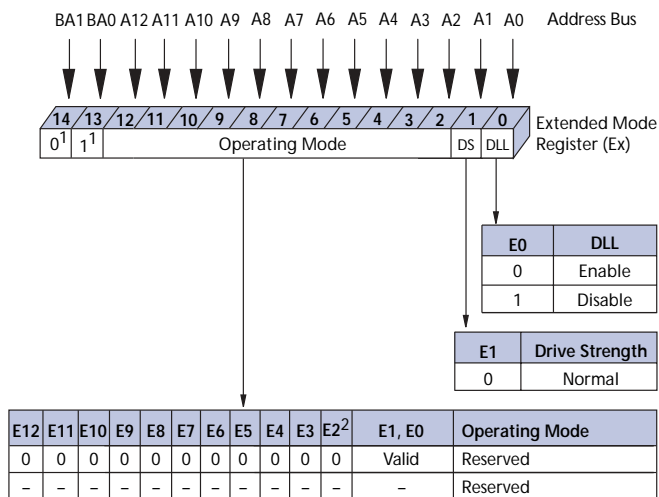 BA1 BA0 A12 A11 A10 A9 A8 A7 A6 A5 A4 A3 A2 A1 A0 Address Bus
14 13 12 11 10 9 8 7 6 5 4 3 2 1 0
Extended Mode
Register (Ex)
0¹ 1¹ Operating Mode DS DLL
E0 DLL
0 Enable
1 Disable
E1 Drive Strength
0 Normal
E12 E11 E10 E9 E8 E7 E6 E5 E4 E3 E2² E1, E0 Operating Mode
0 0 0 0 0 0 0 0 0 0 0 Valid Reserved
– – – – – – – – – – – – Reserved